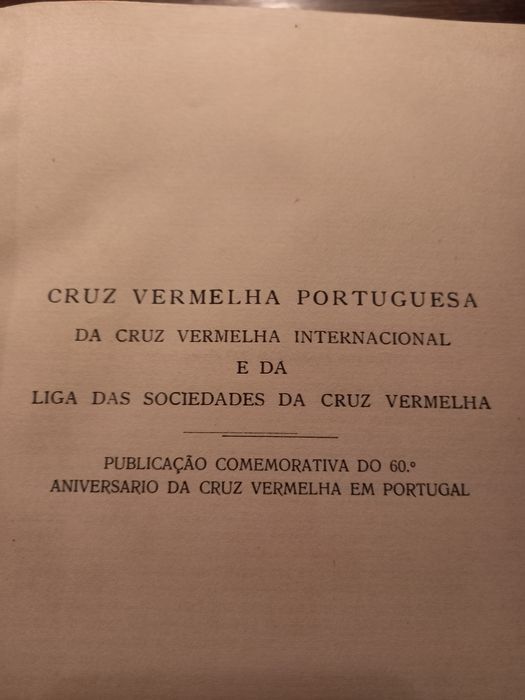 CRUZ VERMELHA PORTUGUESA
DA CRUZ VERMELHA INTERNACIONAL
E DA
LIGA DAS SOCIEDADES DA CRUZ VERMELHA
PUBLICAÇÃO COMEMORATIVA DO 60.º
ANIVERSARIO DA CRUZ VERMELHA EM PORTUGAL